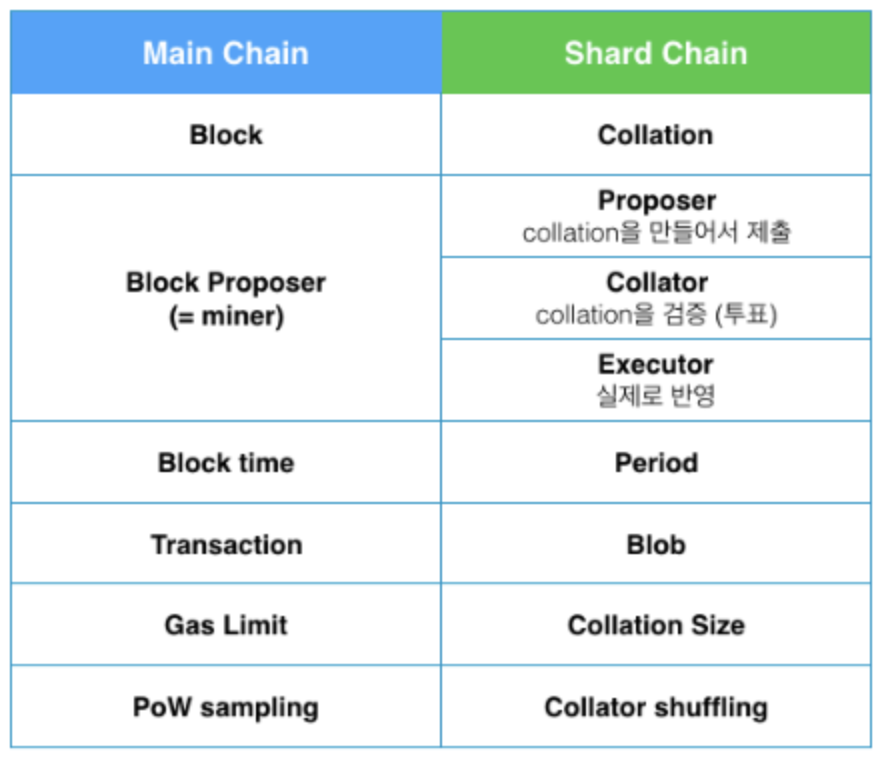 Main Chain
Shard Chain
Block
Collation
Block Proposer
(= miner)
Proposer
collation을 만들어서 제출
Collator
collation을 검증 (투표)
Executor
실제로 반영
Block time
Period
Transaction
Blob
Gas Limit
Collation Size
PoW sampling
Collator shuffling